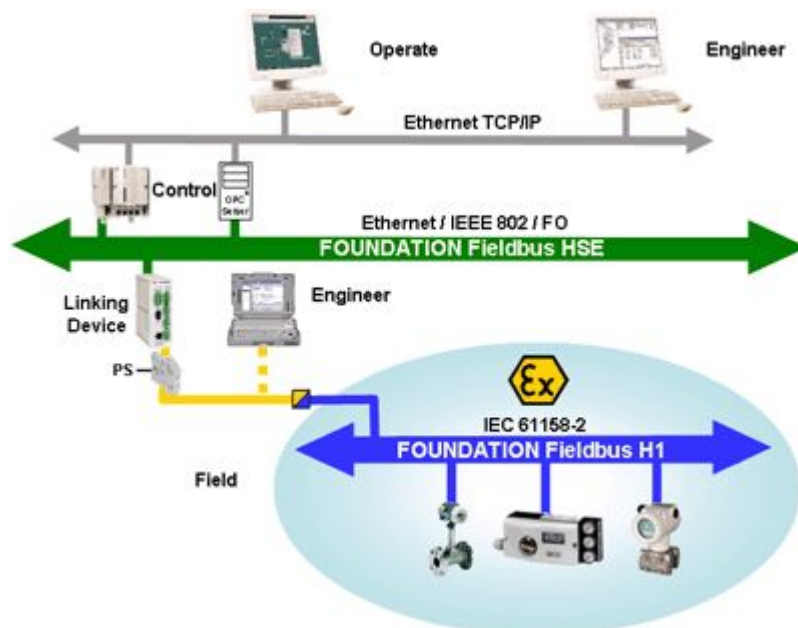 Operate
Engineer
Ethernet TCP/IP
Control
OPC
Server
Ethernet / IEEE 802 / FO
FOUNDATION Fieldbus HSE
Linking
Device
Engineer
PS
Ex
IEC 61158-2
FOUNDATION Fieldbus H1
Field